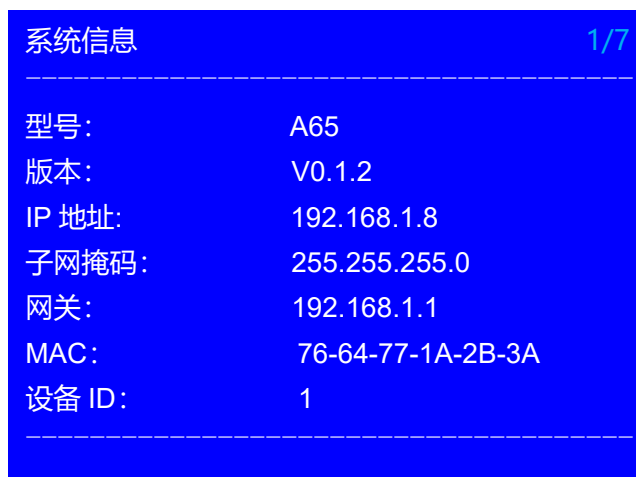 系统信息 1/7
型号： A65
版本： V0.1.2
IP 地址: 192.168.1.8
子网掩码： 255.255.255.0
网关： 192.168.1.1
MAC： 76-64-77-1A-2B-3A
设备 ID： 1